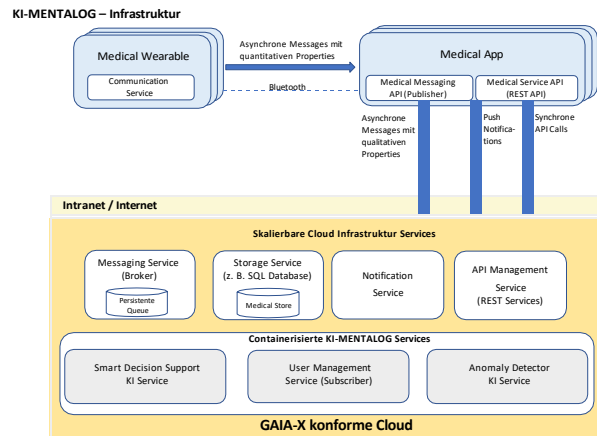 KI-MENTALOG – Infrastruktur
Medical Wearable
Communication
Service
Asynchrone Messages mit
quantitativen Properties
Bluetooth
Medical App
Medical Messaging
API (Publisher)
Medical Service API
(REST API)
Asynchrone
Messages mit
qualitativen
Properties
Push
Notifica-
tions
Synchrone
API Calls
Intranet / Internet
Skalierbare Cloud Infrastruktur Services
Messaging Service
(Broker)
Persistente
Queue
Storage Service
(z. B. SQL Database)
Medical Store
Notification
Service
API Management
Service
(REST Services)
Containerisierte KI-MENTALOG Services
Smart Decision Support
KI Service
User Management
Service (Subscriber)
Anomaly Detector
KI Service
GAIA-X konforme Cloud